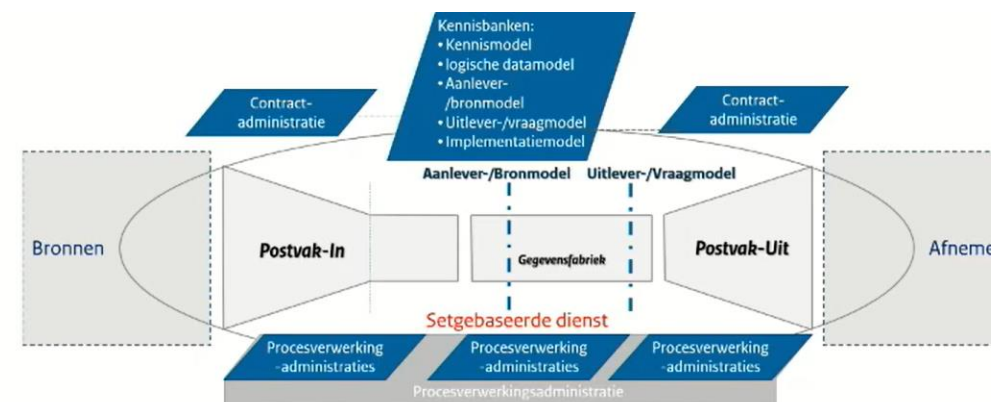 Kennisbanken:
• Kennismodel
• logische datamodel
• Aanlever-
/bronmodel
• Uitlever-/vraagmodel
• Implementatiemodel
Contract-
administratie
Contract-
administratie
Aanlever-/Bronmodel
Uitlever-/Vraagmodel
Bronnen
Postvak-In
Gegevensfabriek
Postvak-Uit
Afneme
Setgebaseerde dienst
Procesverwerking
-administraties
Procesverwerking
-administraties
Procesverwerking
-administraties
Procesverwerkingsadministratie